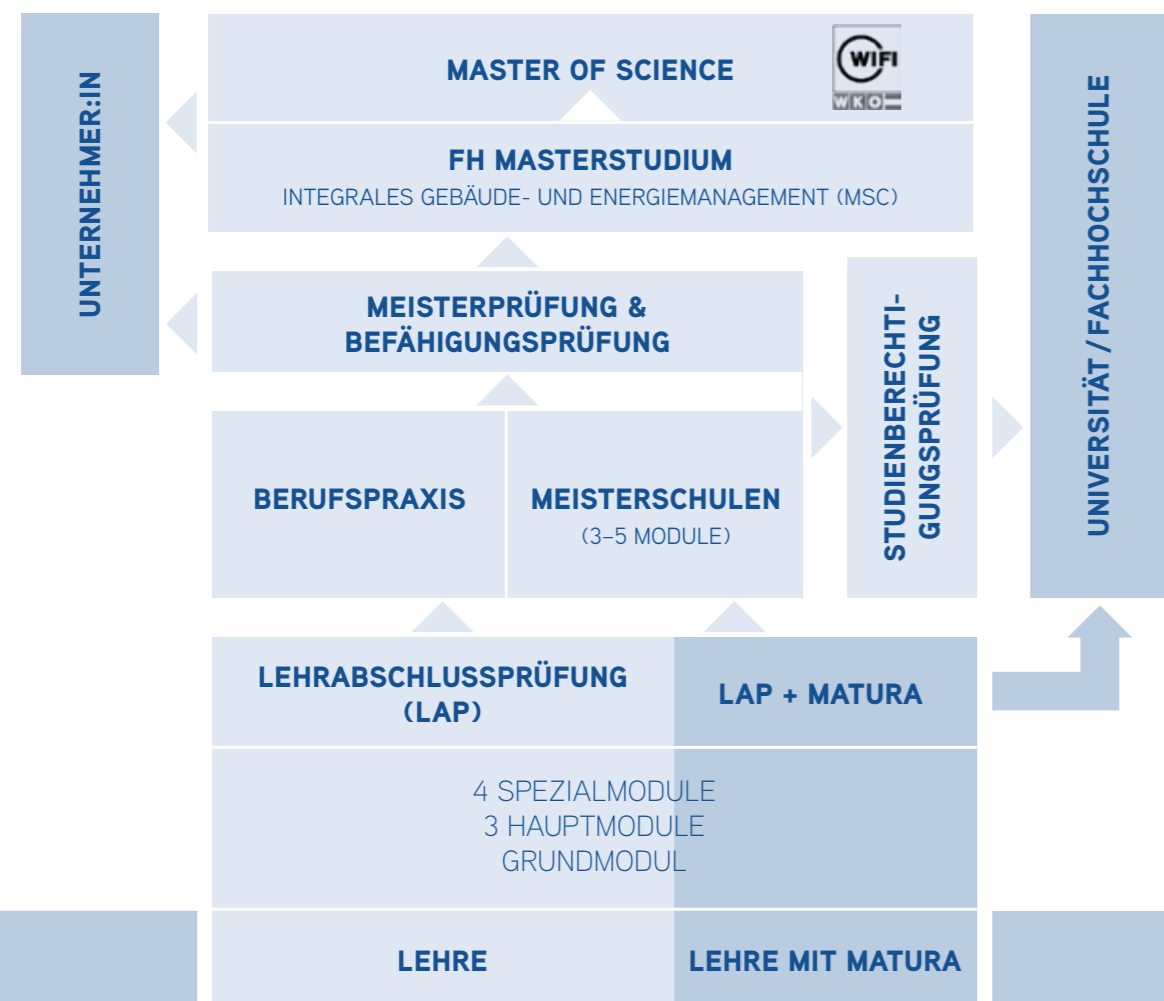 UNTERNEHMER:IN
MASTER OF SCIENCE
WIFI
WKO
FH MASTERSTUDIUM
INTEGRALES GEBÄUDE- UND ENERGIEMANAGEMENT (MSC)
MEISTERPRÜFUNG &
BEFÄHIGUNGSPRÜFUNG
BERUFSPRAXIS
MEISTERSCHULEN
(3–5 MODULE)
STUDIENBERECHTI-
GUNGSPRÜFUNG
UNIVERSITÄT / FACHHOCHSCHULE
LEHRABSCHLUSSPRÜFUNG
(LAP)
LAP + MATURA
4 SPEZIALMODULE
3 HAUPTMODULE
GRUNDMODUL
LEHRE
LEHRE MIT MATURA